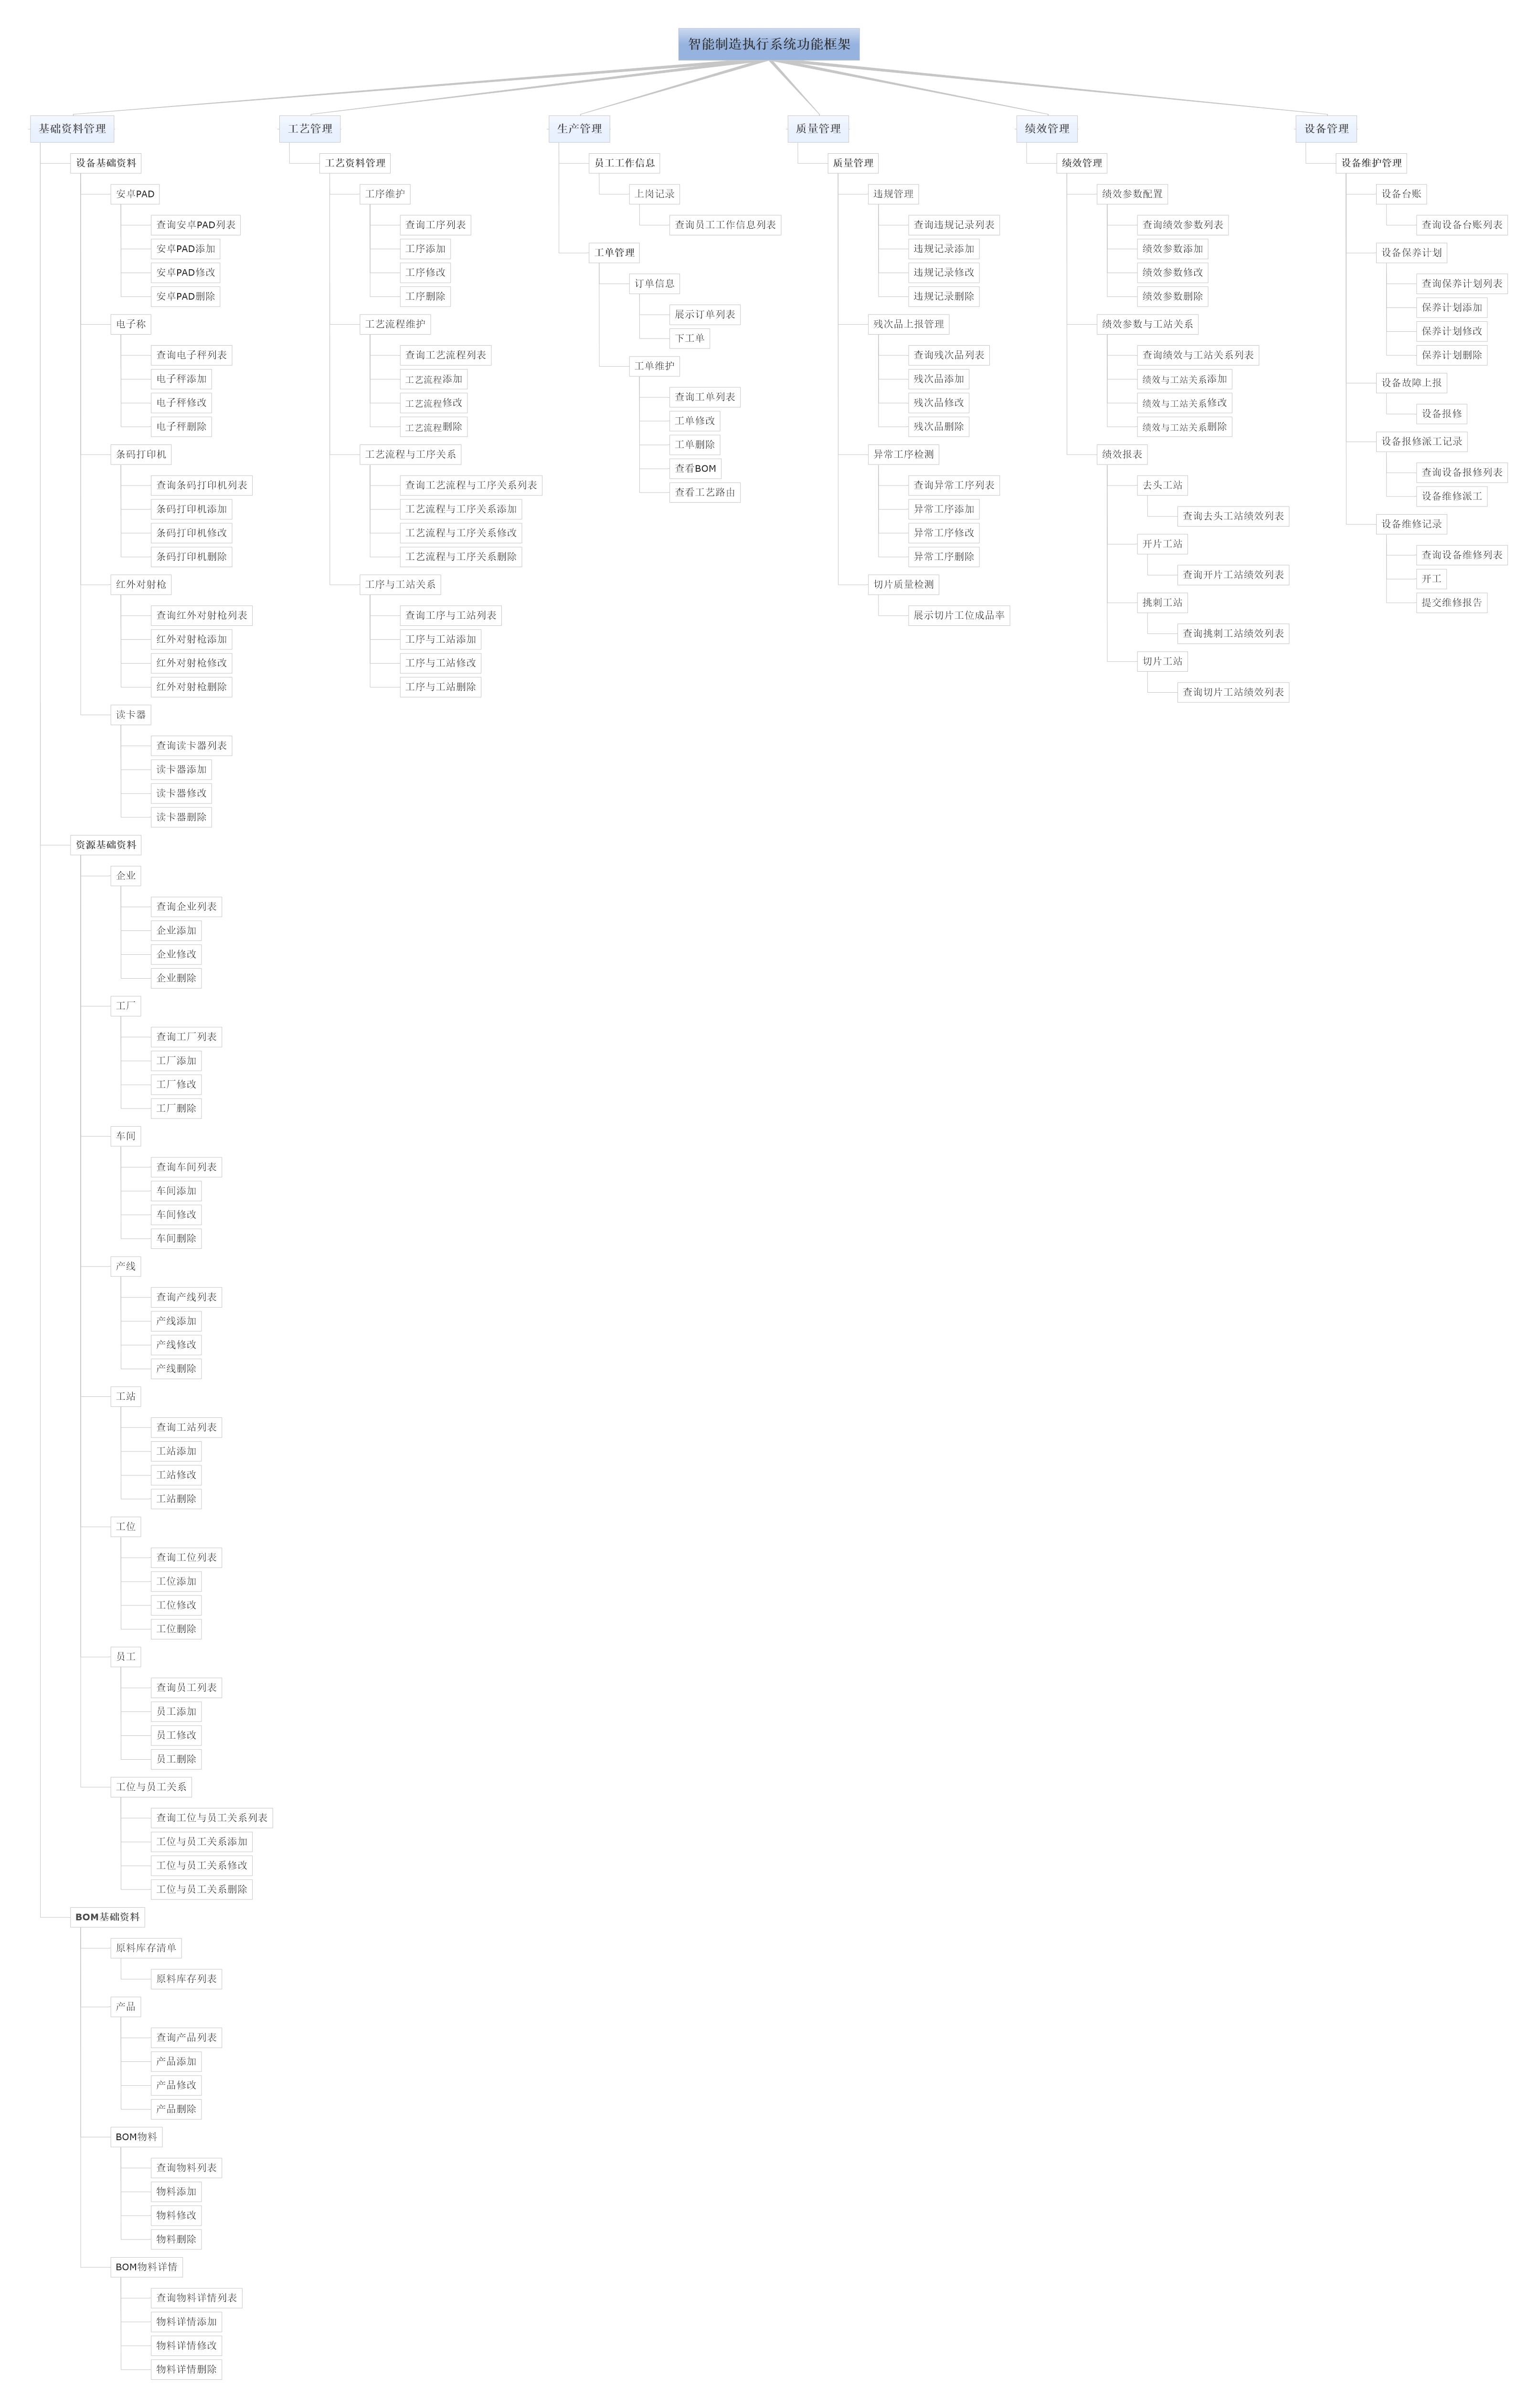 智能制造执行系统功能框架
基础资料管理
设备基础资料
安卓PAD
查询安卓PAD列表
安卓PAD添加
安卓PAD修改
安卓PAD删除
电子称
查询电子秤列表
电子秤添加
电子秤修改
电子秤删除
条码打印机
查询条码打印机列表
条码打印机添加
条码打印机修改
条码打印机删除
红外对射枪
查询红外对射枪列表
红外对射枪添加
红外对射枪修改
红外对射枪删除
读卡器
查询读卡器列表
读卡器添加
读卡器修改
读卡器删除
资源基础资料
企业
查询企业列表
企业添加
企业修改
企业删除
工厂
查询工厂列表
工厂添加
工厂修改
工厂删除
车间
查询车间列表
车间添加
车间修改
车间删除
产线
查询产线列表
产线添加
产线修改
产线删除
工站
查询工站列表
工站添加
工站修改
工站删除
工位
查询工位列表
工位添加
工位修改
工位删除
员工
查询员工列表
员工添加
员工修改
员工删除
工位与员工关系
查询工位与员工关系列表
工位与员工关系添加
工位与员工关系修改
工位与员工关系删除
BOM基础资料
原料库存清单
原料库存列表
产品
查询产品列表
产品添加
产品修改
产品删除
BOM物料
查询物料列表
物料添加
物料修改
物料删除
BOM物料详情
查询物料详情列表
物料详情添加
物料详情修改
物料详情删除
工艺管理
工艺资料管理
工序维护
查询工序列表
工序添加
工序修改
工序删除
工艺流程维护
查询工艺流程列表
工艺流程添加
工艺流程修改
工艺流程删除
工艺流程与工序关系
查询工艺流程与工序关系列表
工艺流程与工序关系添加
工艺流程与工序关系修改
工艺流程与工序关系删除
工序与工站关系
查询工序与工站列表
工序与工站添加
工序与工站修改
工序与工站删除
生产管理
员工工作信息
上岗记录
查询员工工作信息列表
工单管理
订单信息
展示订单列表
下工单
工单维护
查询工单列表
工单修改
工单删除
查看BOM
查看工艺路由
质量管理
质量管理
违规管理
查询违规记录列表
违规记录添加
违规记录修改
违规记录删除
残次品上报管理
查询残次品列表
残次品添加
残次品修改
残次品删除
异常工序检测
查询异常工序列表
异常工序添加
异常工序修改
异常工序删除
切片质量检测
展示切片工位成品率
绩效管理
绩效管理
绩效参数配置
查询绩效参数列表
绩效参数添加
绩效参数修改
绩效参数删除
绩效参数与工站关系
查询绩效与工站关系列表
绩效与工站关系添加
绩效与工站关系修改
绩效与工站关系删除
绩效报表
去头工站
查询去头工站绩效列表
开片工站
查询开片工站绩效列表
挑刺工站
查询挑刺工站绩效列表
切片工站
查询切片工站绩效列表
设备管理
设备维护管理
设备台账
查询设备台账列表
设备保养计划
查询保养计划列表
保养计划添加
保养计划修改
保养计划删除
设备故障上报
设备报修
设备报修派工记录
查询设备报修列表
设备维修派工
设备维修记录
查询设备维修列表
开工
提交维修报告